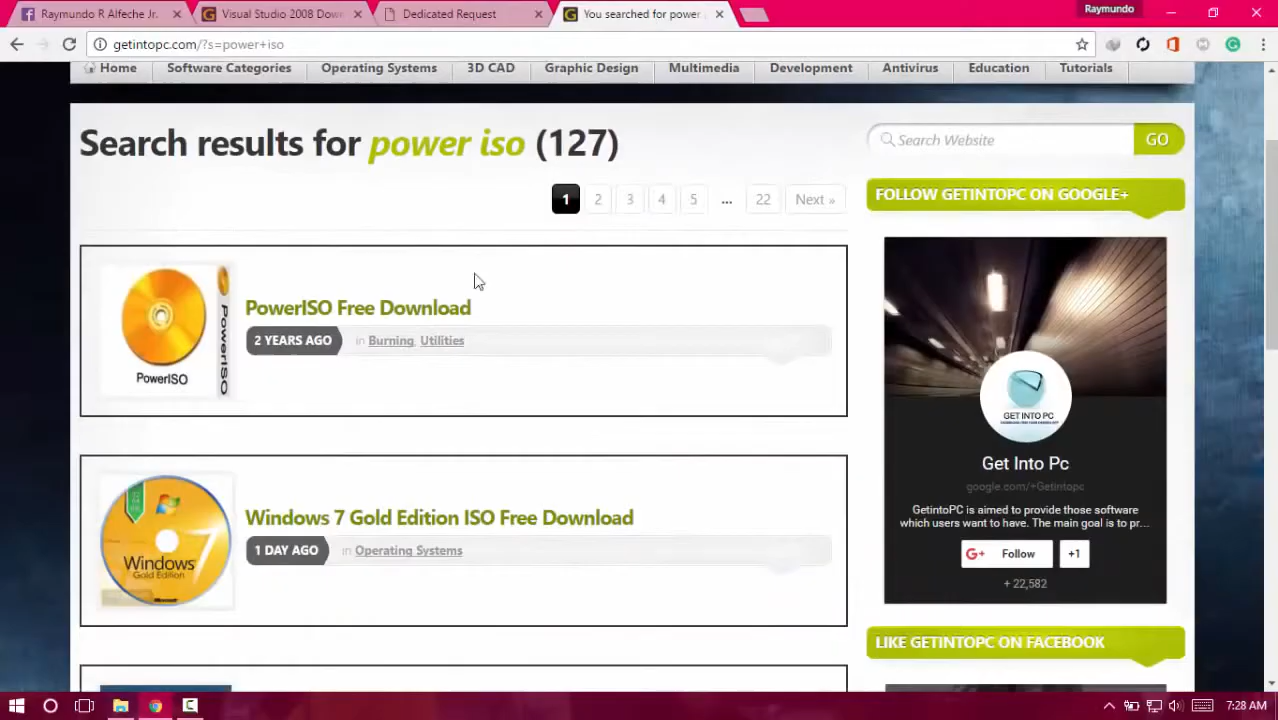 Raymundo R Alfeche Jr.
Visual Studio 2008 Down
Dedicated Request
You searched for power
Raymundo
getintopc.com/?s=power+iso
Home
Software Categories
Operating Systems
3D CAD
Graphic Design
Multimedia
Development
Antivirus
Education
Tutorials
Search results for power iso (127)
Search Website
GO
1 2 3 4 5 ... 22 Next »
FOLLOW GETINTOPC ON GOOGLE+
PowerISO
PowerISO
PowerISO Free Download
2 YEARS AGO
in Burning, Utilities
GET INTO PC
Get Into Pc
google.com/+Getintopc
GetintoPC is aimed to provide those software
which users want to have. The main goal is to pr...
G+ Follow
+1
+ 22,582
Windows 7
Gold Edition
Microsoft
Windows 7 Gold Edition ISO Free Download
1 DAY AGO
in Operating Systems
LIKE GETINTOPC ON FACEBOOK
7:28 AM